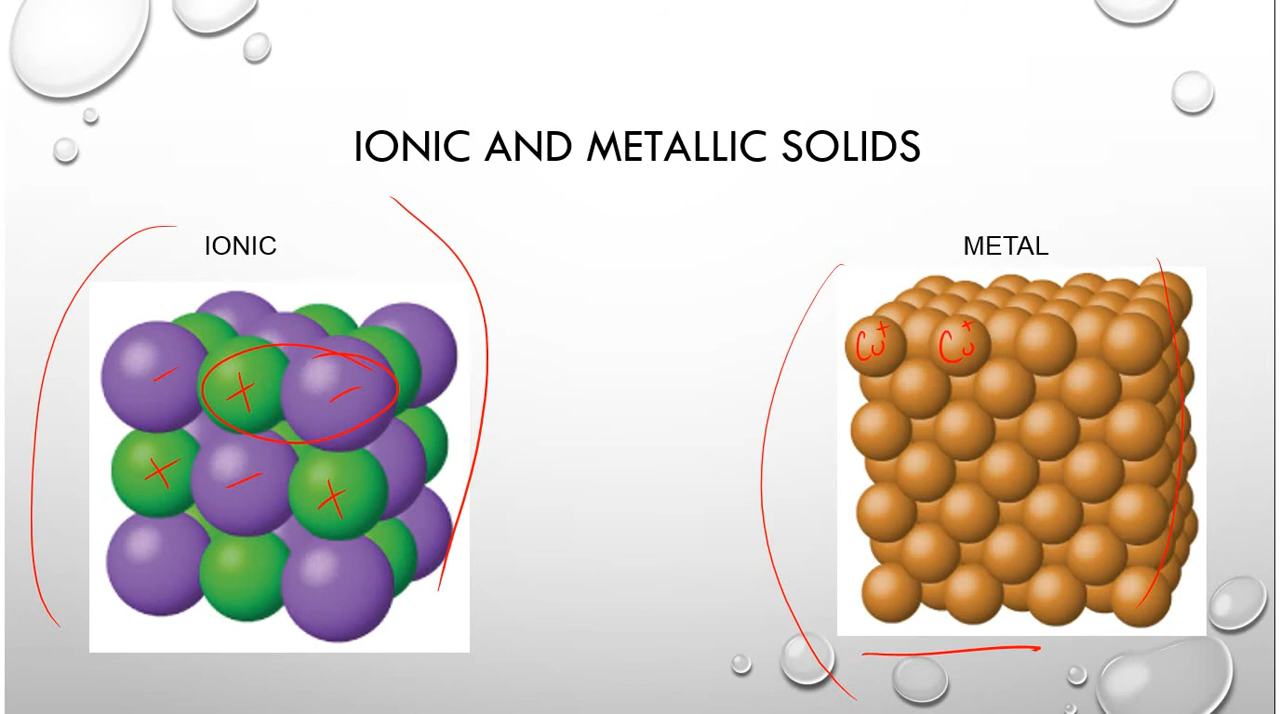 IONIC AND METALLIC SOLIDS
IONIC
METAL
Cu+ Cu+
- + -
+ - +